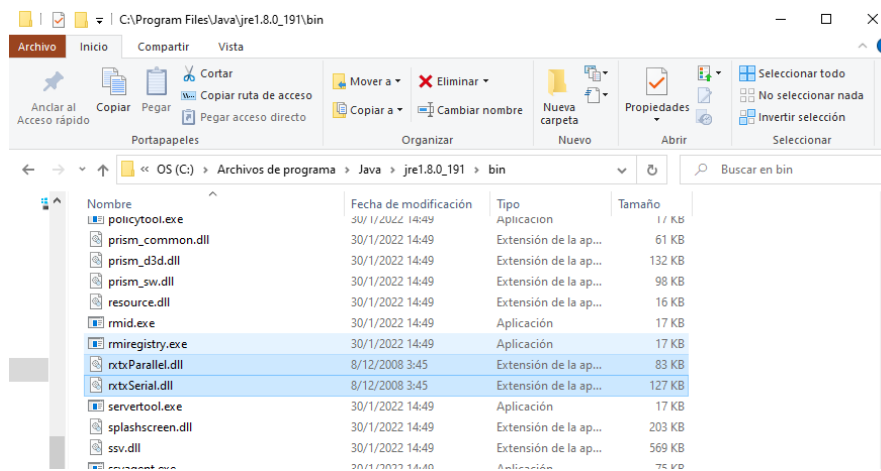 C:\Program Files\Java\jre1.8.0_191\bin
Archivo Inicio Compartir Vista
Anclar al Acceso rápido
Copiar
Pegar
Cortar
Copiar ruta de acceso
Pegar acceso directo
Mover a
Copiar a
Eliminar
Cambiar nombre
Nueva carpeta
Propiedades
Seleccionar todo
No seleccionar nada
Invertir selección
Portapapeles Organizar Nuevo Abrir Seleccionar
« OS (C:) > Archivos de programa > Java > jre1.8.0_191 > bin
Buscar en bin
Nombre Fecha de modificación Tipo Tamaño
policytool.exe 30/1/2022 14:49 Aplicación 17 KB
prism_common.dll 30/1/2022 14:49 Extensión de la ap... 61 KB
prism_d3d.dll 30/1/2022 14:49 Extensión de la ap... 132 KB
prism_sw.dll 30/1/2022 14:49 Extensión de la ap... 98 KB
resource.dll 30/1/2022 14:49 Extensión de la ap... 16 KB
rmid.exe 30/1/2022 14:49 Aplicación 17 KB
rmiregistry.exe 30/1/2022 14:49 Aplicación 17 KB
rxtxParallel.dll 8/12/2008 3:45 Extensión de la ap... 83 KB
rxtxSerial.dll 8/12/2008 3:45 Extensión de la ap... 127 KB
servertool.exe 30/1/2022 14:49 Aplicación 17 KB
splashscreen.dll 30/1/2022 14:49 Extensión de la ap... 203 KB
ssv.dll 30/1/2022 14:49 Extensión de la ap... 569 KB
ssvagent.exe 30/1/2022 14:49 Aplicación 75 KB